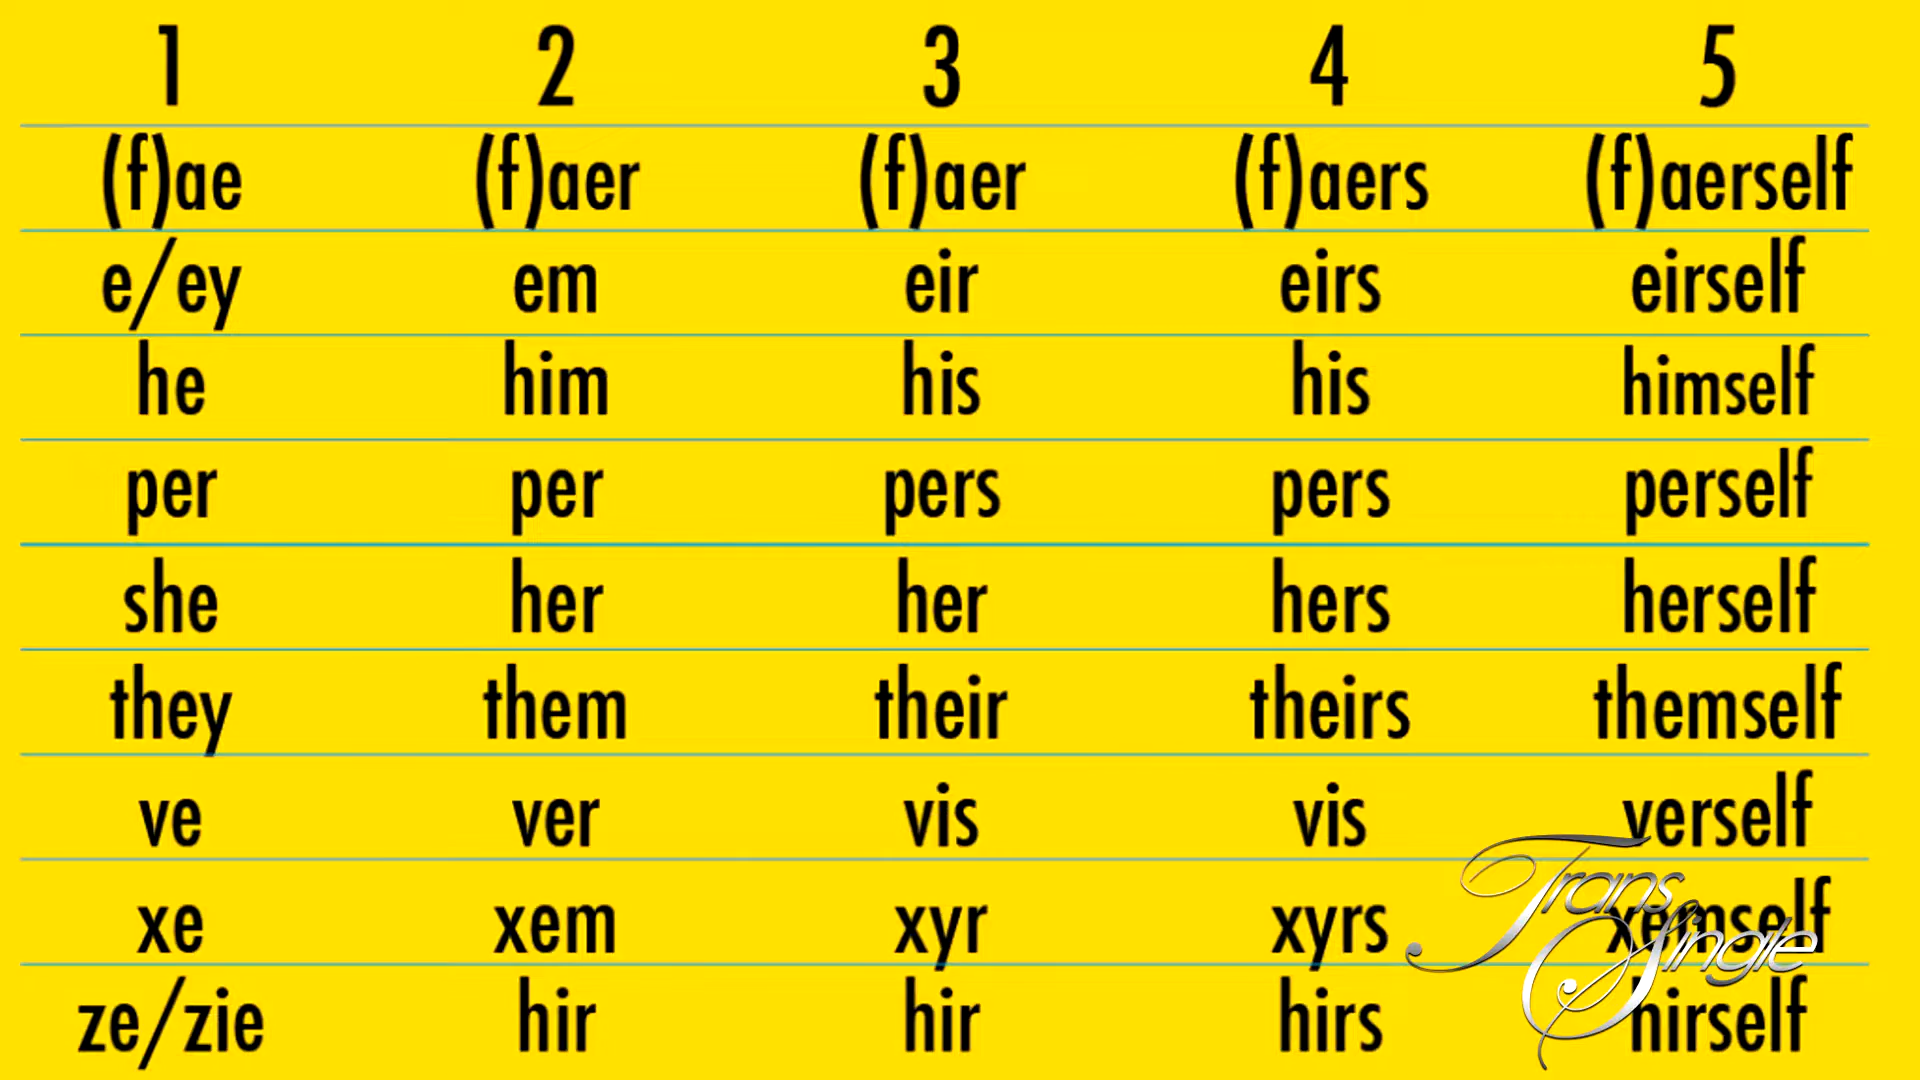 1 2 3 4 5
(f)ae (f)aer (f)aer (f)aers (f)aerself
e/ey em eir eirs eirself
he him his his himself
per per pers pers perself
she her her hers herself
they them their theirs themself
ve ver vis vis verself
xe xem xyr xyrs xemself
ze/zie hir hir hirs hirself
Trans
Single